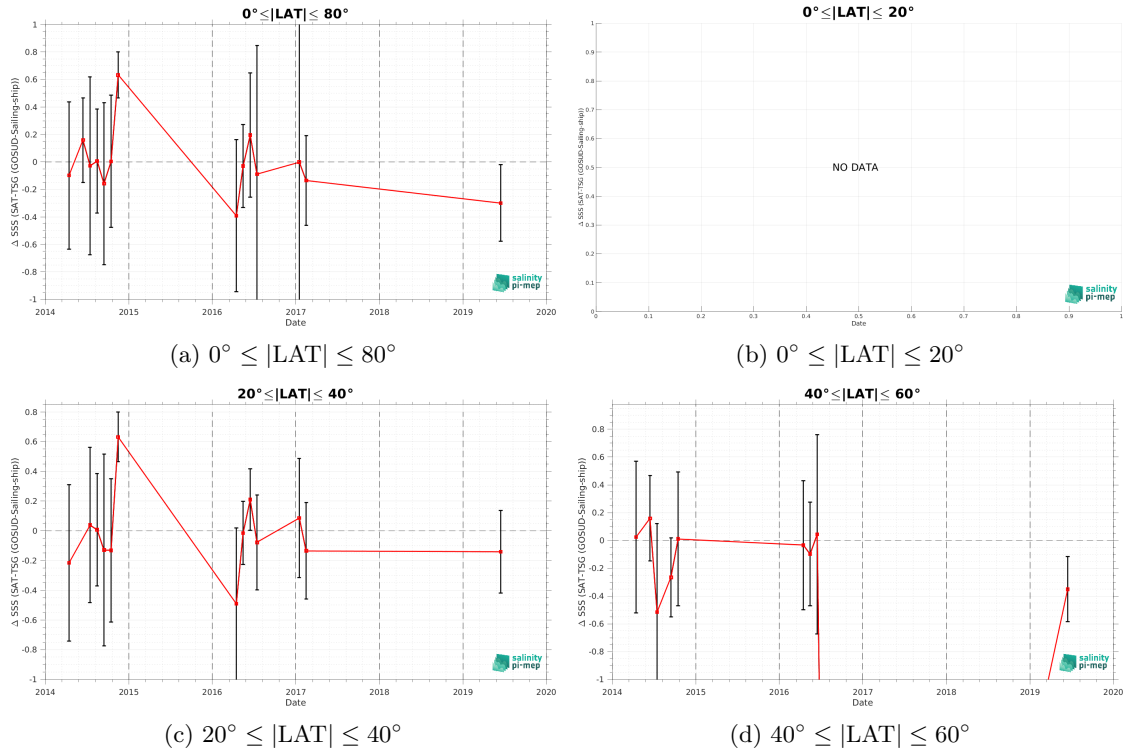 0°≤|LAT|≤ 80°
Δ SSS (SAT-TSG (GOSUD-Sailing-ship))
1
0.8
0.6
0.4
0.2
0
-0.2
-0.4
-0.6
-0.8
-1
2014 2015 2016 2017 2018 2019 2020
Date
salinity
pi-mep
(a) 0° ≤ |LAT| ≤ 80°
0°≤|LAT|≤ 20°
Δ SSS (SAT-TSG (GOSUD-Sailing-ship))
1
0.9
0.8
0.7
0.6
0.5
0.4
0.3
0.2
0.1
0
NO DATA
0 0.1 0.2 0.3 0.4 0.5 0.6 0.7 0.8 0.9 1
Date
salinity
pi-mep
(b) 0° ≤ |LAT| ≤ 20°
20°≤|LAT|≤ 40°
Δ SSS (SAT-TSG (GOSUD-Sailing-ship))
0.8
0.6
0.4
0.2
0
-0.2
-0.4
-0.6
-0.8
-1
2014 2015 2016 2017 2018 2019 2020
Date
salinity
pi-mep
(c) 20° ≤ |LAT| ≤ 40°
40°≤|LAT|≤ 60°
Δ SSS (SAT-TSG (GOSUD-Sailing-ship))
0.8
0.6
0.4
0.2
0
-0.2
-0.4
-0.6
-0.8
-1
2014 2015 2016 2017 2018 2019 2020
Date
salinity
pi-mep
(d) 40° ≤ |LAT| ≤ 60°